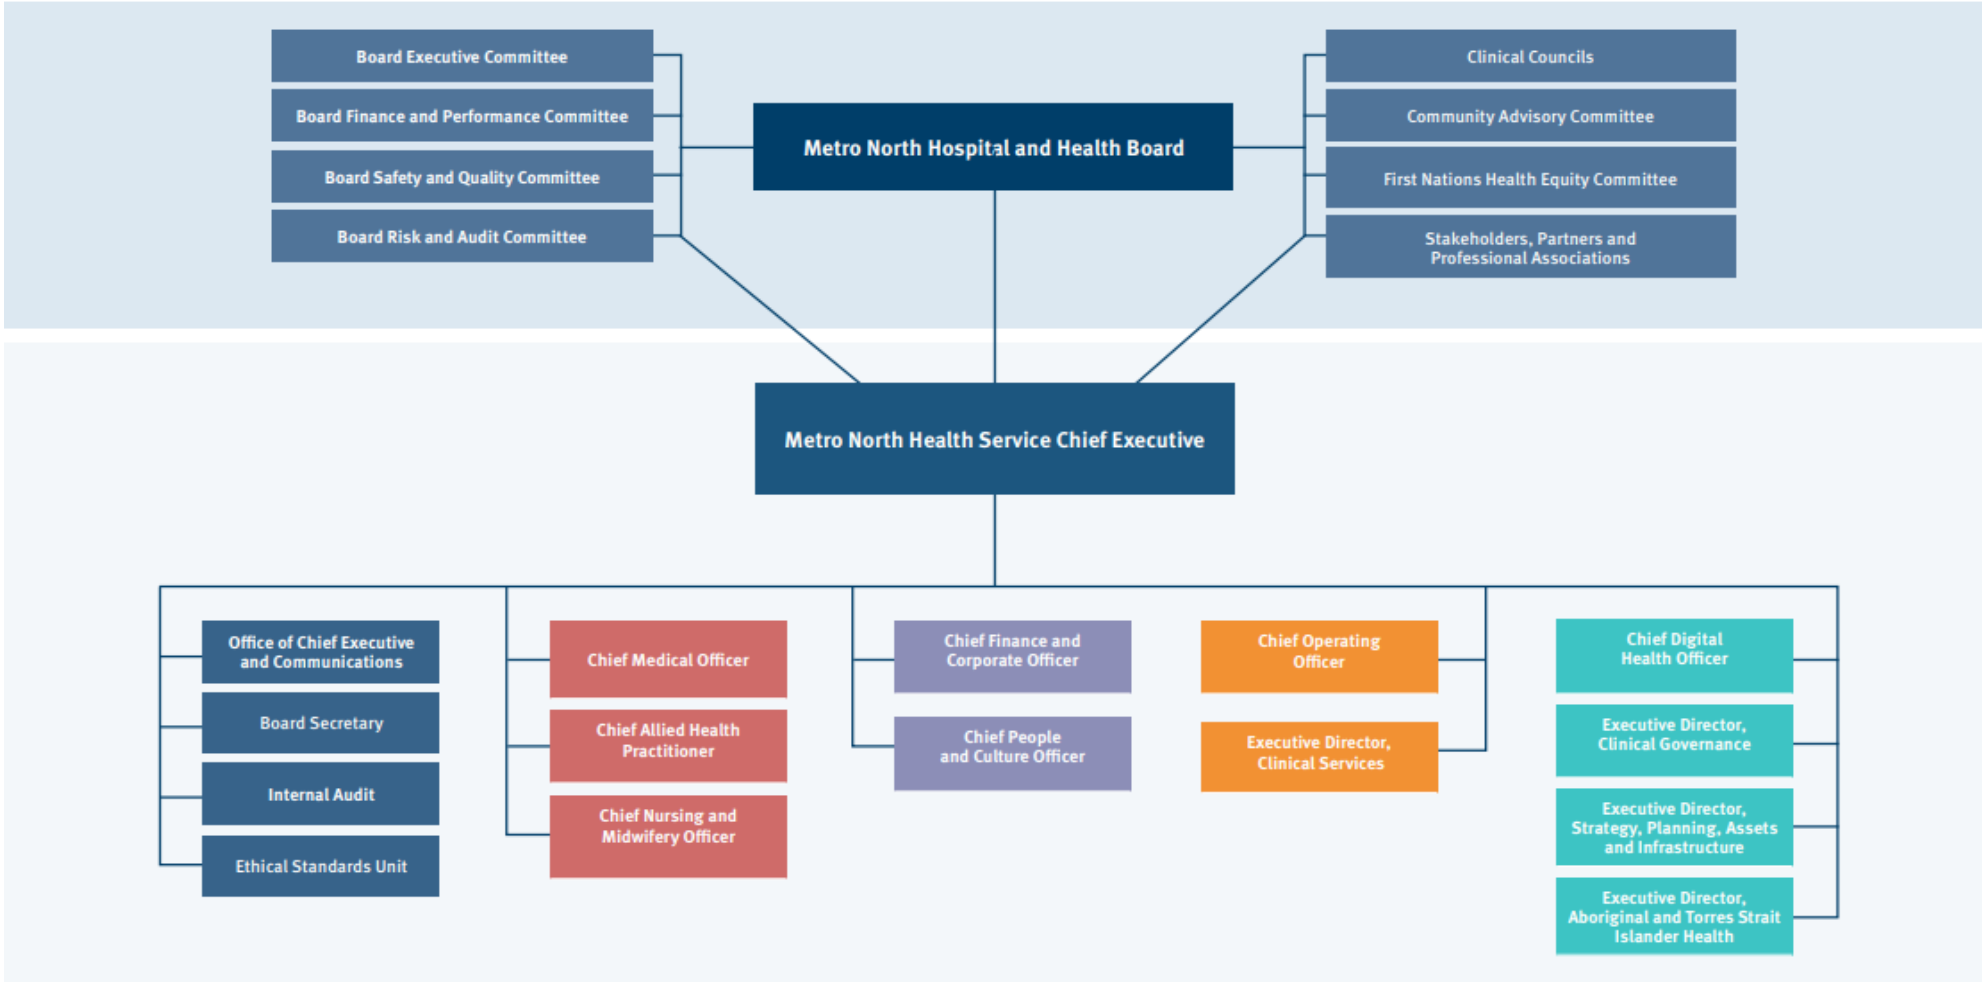 Board Executive Committee
Board Finance and Performance Committee
Board Safety and Quality Committee
Board Risk and Audit Committee
Metro North Hospital and Health Board
Clinical Councils
Community Advisory Committee
First Nations Health Equity Committee
Stakeholders, Partners and
Professional Associations
Metro North Health Service Chief Executive
Office of Chief Executive
and Communications
Board Secretary
Internal Audit
Ethical Standards Unit
Chief Medical Officer
Chief Allied Health
Practitioner
Chief Nursing and
Midwifery Officer
Chief Finance and
Corporate Officer
Chief People
and Culture Officer
Chief Operating
Officer
Executive Director,
Clinical Services
Chief Digital
Health Officer
Executive Director,
Clinical Governance
Executive Director,
Strategy, Planning, Assets
and Infrastructure
Executive Director,
Aboriginal and Torres Strait
Islander Health